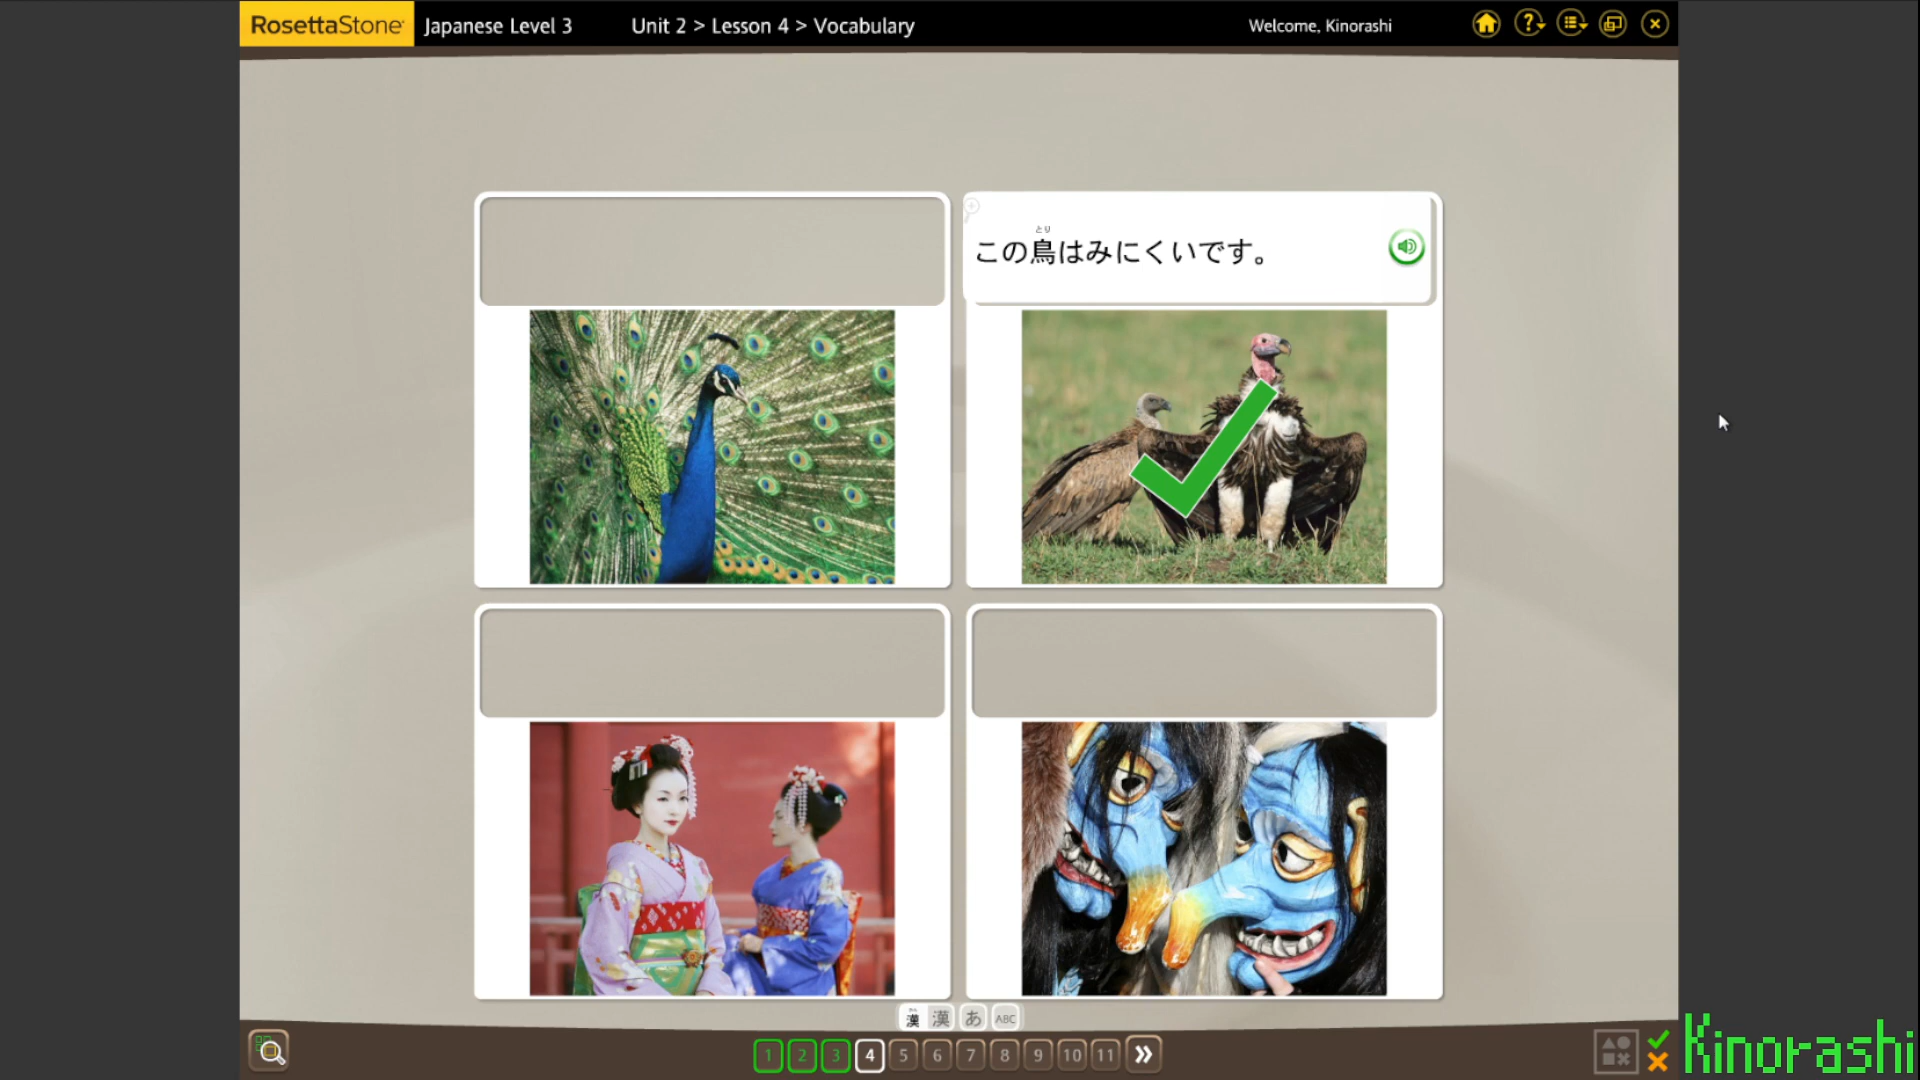 RosettaStone
Japanese Level 3
Unit 2 > Lesson 4 > Vocabulary
Welcome, Kinorashi
とり
この鳥はみにくいです。
かん
漢 漢 あ ABC
1 2 3 4 5 6 7 8 9 10 11
Kinorashi